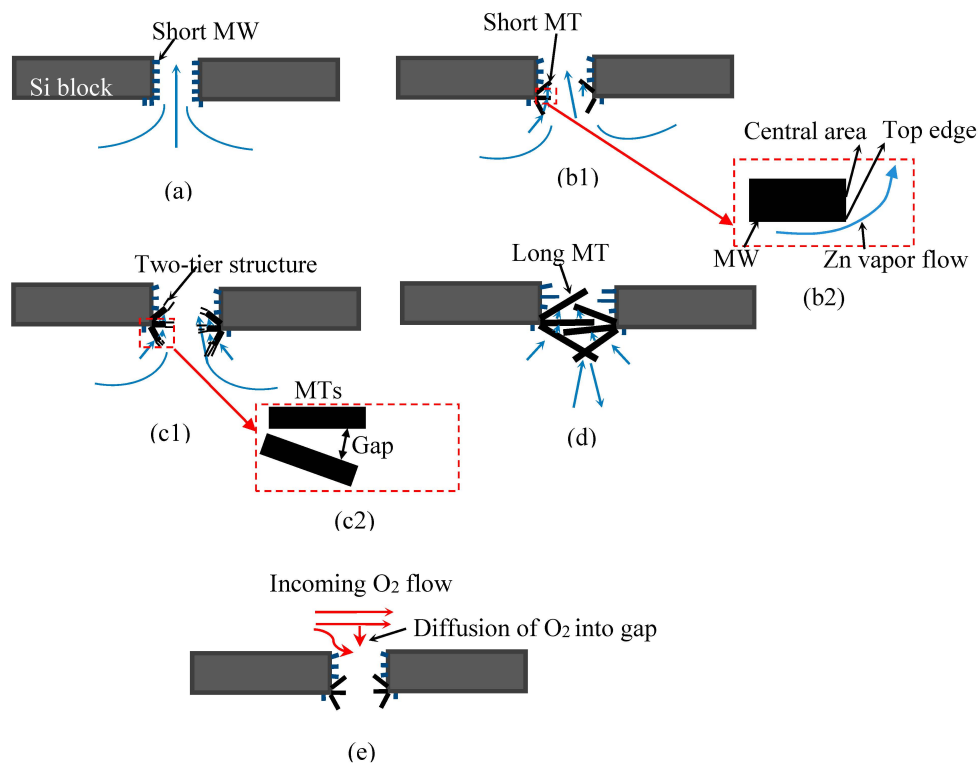 Short MW
Si block
(a)
Short MT
(b1)
Central area
Top edge
MW
Zn vapor flow
(b2)
Two-tier structure
(c1)
MTs
Gap
(c2)
Long MT
(d)
Incoming O₂ flow
Diffusion of O₂ into gap
(e)